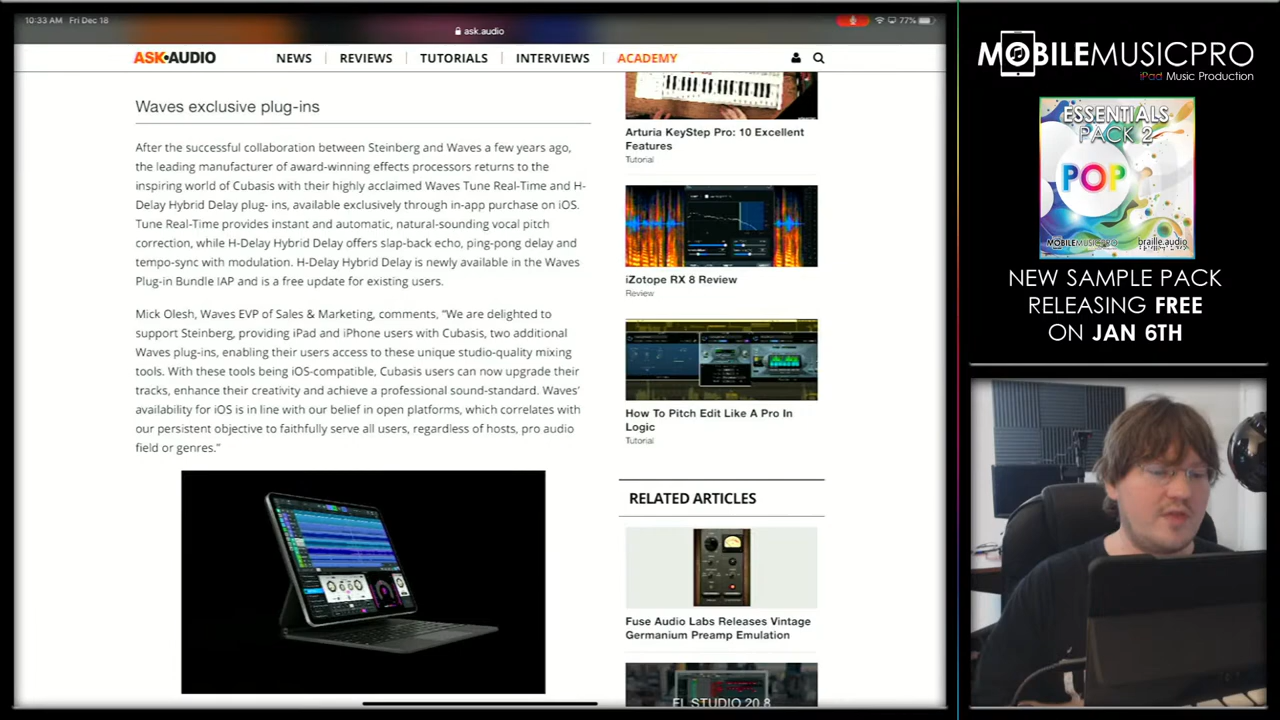 10:33 AM Fri Dec 18
77%
ask.audio
ASK•AUDIO
NEWS
REVIEWS
TUTORIALS
INTERVIEWS
ACADEMY
Waves exclusive plug-ins
After the successful collaboration between Steinberg and Waves a few years ago,
the leading manufacturer of award-winning effects processors returns to the
inspiring world of Cubasis with their highly acclaimed Waves Tune Real-Time and H-
Delay Hybrid Delay plug- ins, available exclusively through in-app purchase on iOS.
Tune Real-Time provides instant and automatic, natural-sounding vocal pitch
correction, while H-Delay Hybrid Delay offers slap-back echo, ping-pong delay and
tempo-sync with modulation. H-Delay Hybrid Delay is newly available in the Waves
Plug-in Bundle IAP and is a free update for existing users.
Mick Olesh, Waves EVP of Sales & Marketing, comments, “We are delighted to
support Steinberg, providing iPad and iPhone users with Cubasis, two additional
Waves plug-ins, enabling their users access to these unique studio-quality mixing
tools. With these tools being iOS-compatible, Cubasis users can now upgrade their
tracks, enhance their creativity and achieve a professional sound-standard. Waves’
availability for iOS is in line with our belief in open platforms, which correlates with
our persistent objective to faithfully serve all users, regardless of hosts, pro audio
field or genres.”
Arturia KeyStep Pro: 10 Excellent
Features
Tutorial
iZotope RX 8 Review
Review
How To Pitch Edit Like A Pro In
Logic
Tutorial
RELATED ARTICLES
Fuse Audio Labs Releases Vintage
Germanium Preamp Emulation
FL STUDIO 20.8
MOBILEMUSICPRO
iPad Music Production
ESSENTIALS
PACK 2
POP
MOBILEMUSICPRO
braille.audio
NEW SAMPLE PACK
RELEASING FREE
ON JAN 6TH